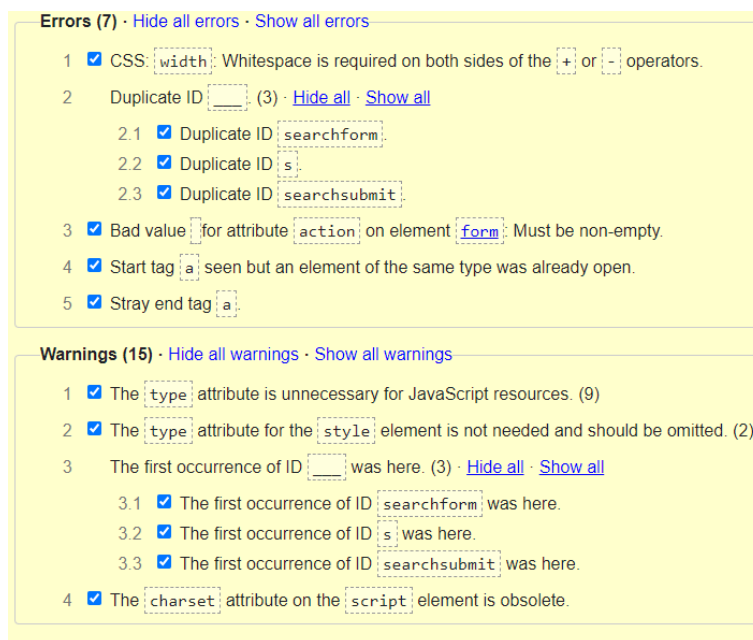 Errors (7) · Hide all errors · Show all errors
1 CSS: width: Whitespace is required on both sides of the + or - operators.
2 Duplicate ID ___. (3) · Hide all · Show all
2.1 Duplicate ID searchform.
2.2 Duplicate ID s.
2.3 Duplicate ID searchsubmit.
3 Bad value for attribute action on element form: Must be non-empty.
4 Start tag a seen but an element of the same type was already open.
5 Stray end tag a.
Warnings (15) · Hide all warnings · Show all warnings
1 The type attribute is unnecessary for JavaScript resources. (9)
2 The type attribute for the style element is not needed and should be omitted. (2)
3 The first occurrence of ID ___ was here. (3) · Hide all · Show all
3.1 The first occurrence of ID searchform was here.
3.2 The first occurrence of ID s was here.
3.3 The first occurrence of ID searchsubmit was here.
4 The charset attribute on the script element is obsolete.